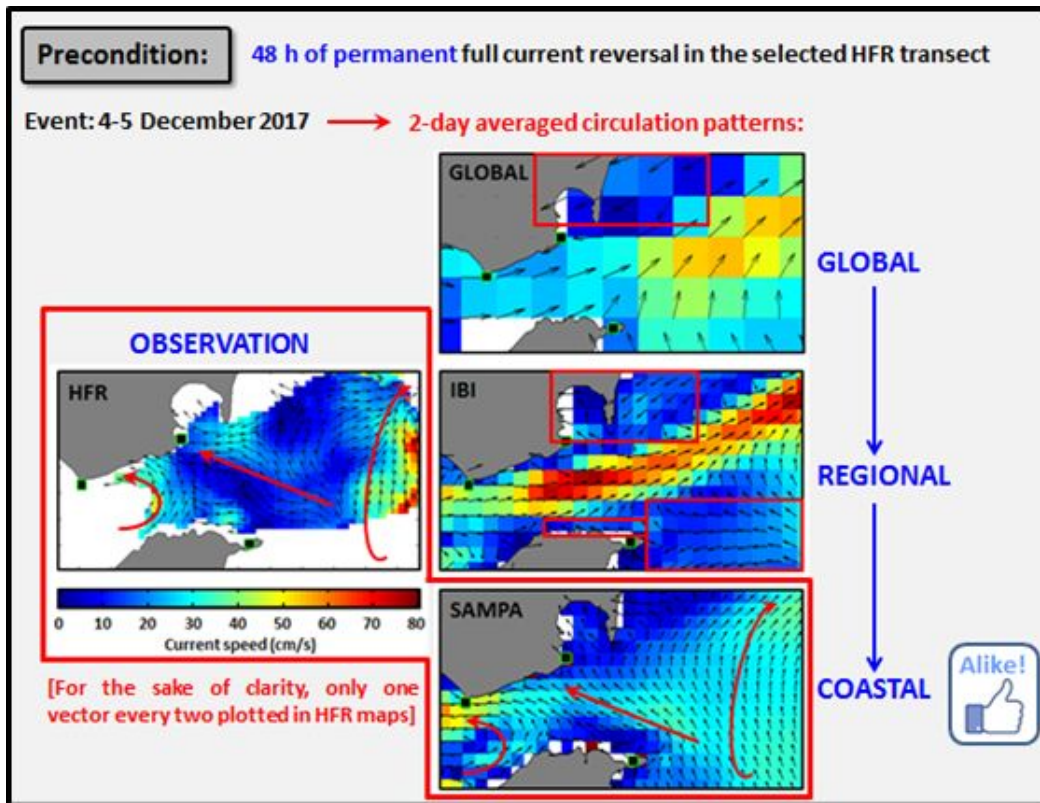 Precondition:
48 h of permanent full current reversal in the selected HFR transect
Event: 4-5 December 2017
2-day averaged circulation patterns:
GLOBAL
GLOBAL
OBSERVATION
HFR
IBI
REGIONAL
0 10 20 30 40 50 60 70 80
Current speed (cm/s)
SAMPA
[For the sake of clarity, only one
vector every two plotted in HFR maps]
COASTAL
Alike!